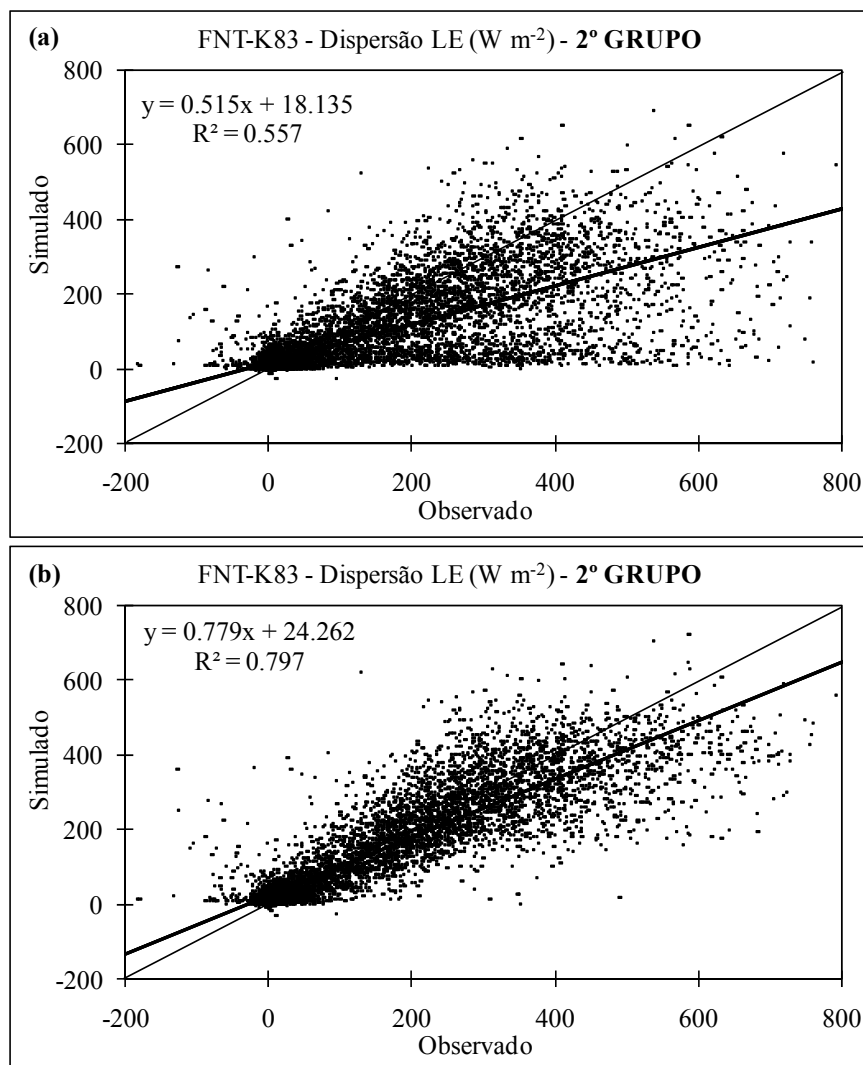 (a) FNT-K83 - Dispersão LE (W m-2) - 2º GRUPO
800
y = 0.515x + 18.135
R² = 0.557
600
400
200
0
-200
Simulado
-200 0 200 400 600 800
Observado
(b) FNT-K83 - Dispersão LE (W m-2) - 2º GRUPO
800
y = 0.779x + 24.262
R² = 0.797
600
400
200
0
-200
Simulado
-200 0 200 400 600 800
Observado